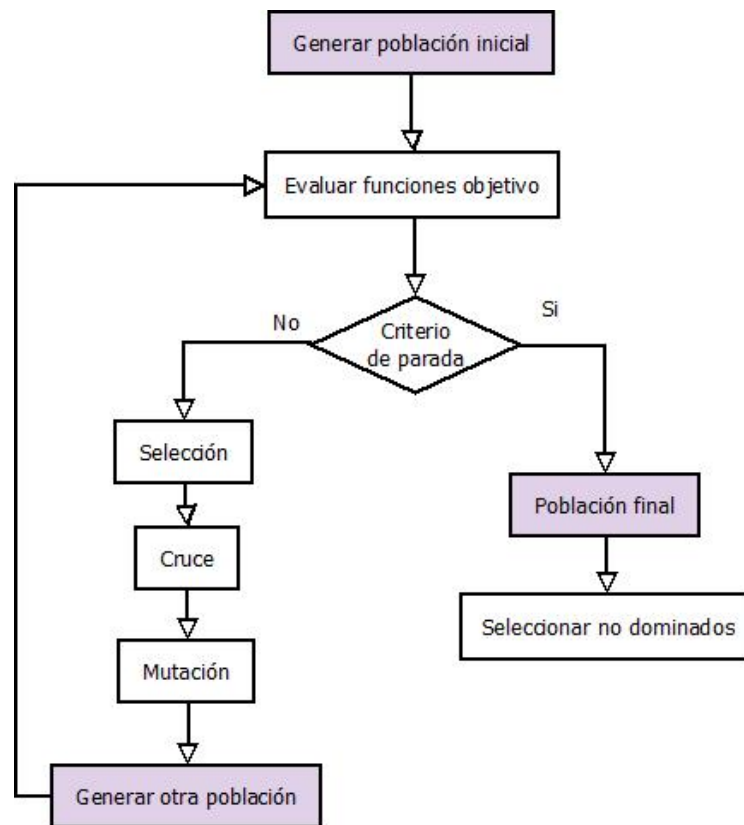 Generar población inicial
Evaluar funciones objetivo
No
Si
Criterio
de parada
Selección
Población final
Cruce
Seleccionar no dominados
Mutación
Generar otra población